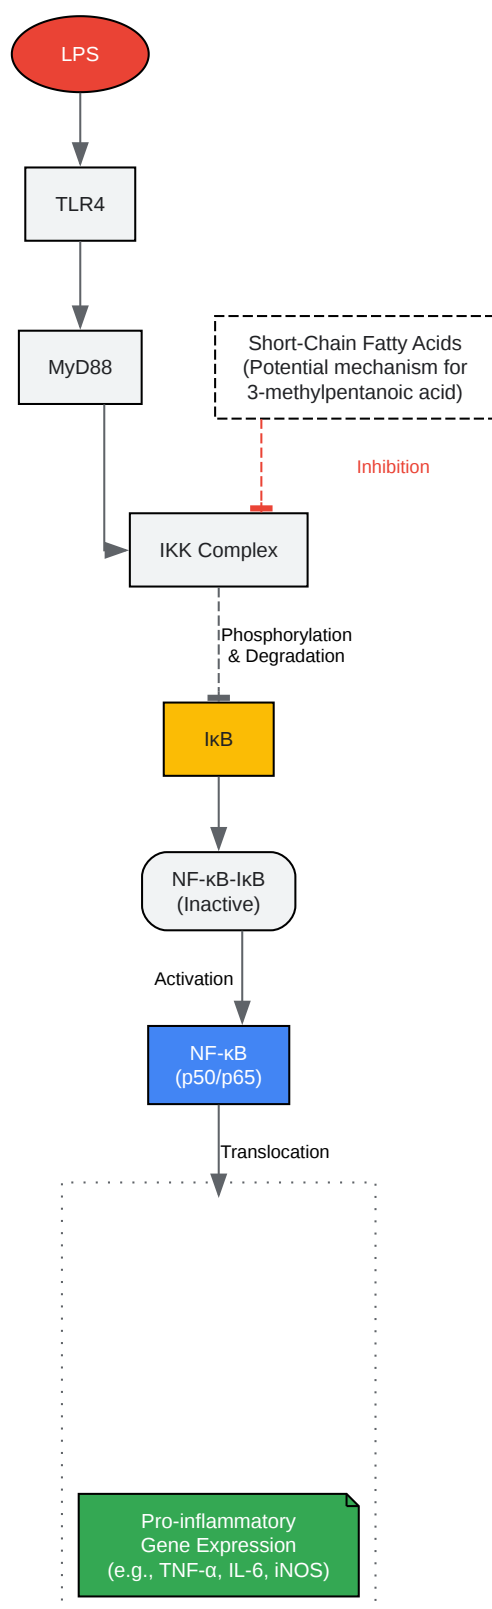 LPS
TLR4
MyD88
Short-Chain Fatty Acids
(Potential mechanism for
3-methylpentanoic acid)
Inhibition
IKK Complex
Phosphorylation
& Degradation
IκB
NF-κB-IκB
(Inactive)
Activation
NF-κB
(p50/p65)
Translocation
Pro-inflammatory
Gene Expression
(e.g., TNF-α, IL-6, iNOS)